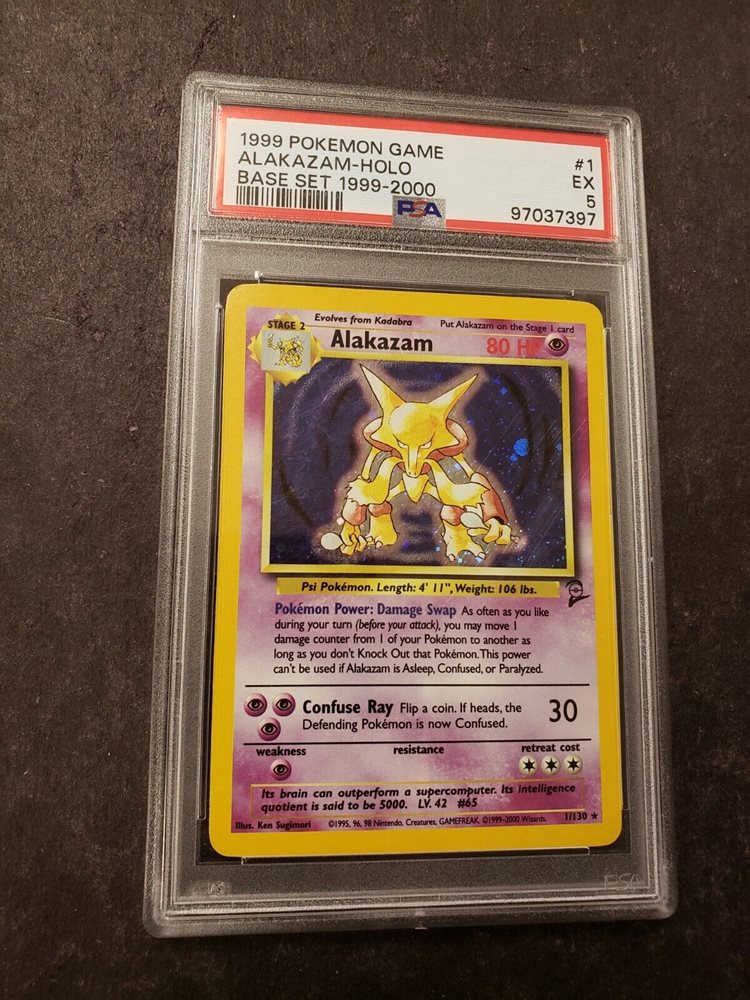 1999 POKEMON GAME #1
ALAKAZAM-HOLO EX
BASE SET 1999-2000 5
PSA 97037397
STAGE 2 Evolves from Kadabra Put Alakazam on the Stage 1 card
Alakazam 80 HP
Psi Pokémon. Length: 4' 11", Weight: 106 lbs.
Pokémon Power: Damage Swap As often as you like
during your turn (before your attack), you may move 1
damage counter from 1 of your Pokémon to another as
long as you don't Knock Out that Pokémon. This power
can't be used if Alakazam is Asleep, Confused, or Paralyzed.
Confuse Ray Flip a coin. If heads, the 30
Defending Pokémon is now Confused.
weakness resistance retreat cost
Its brain can outperform a supercomputer. Its intelligence
quotient is said to be 5000. LV. 42 #65
Illus. Ken Sugimori ©1995, 96, 98 Nintendo, Creatures, GAMEFREAK. ©1999-2000 Wizards. 1/130 ★
PSA